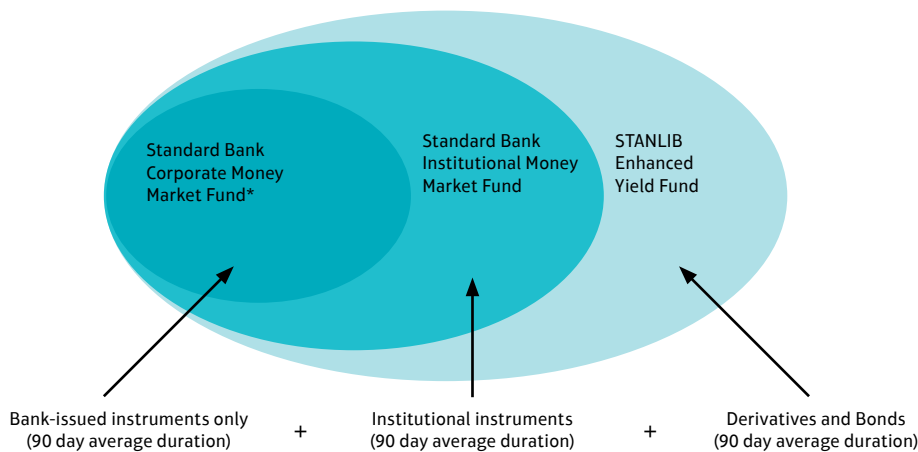 Standard Bank
Corporate Money
Market Fund*
Standard Bank
Institutional Money
Market Fund
STANLIB
Enhanced
Yield Fund
Bank-issued instruments only
(90 day average duration)
+
Institutional instruments
(90 day average duration)
+
Derivatives and Bonds
(90 day average duration)